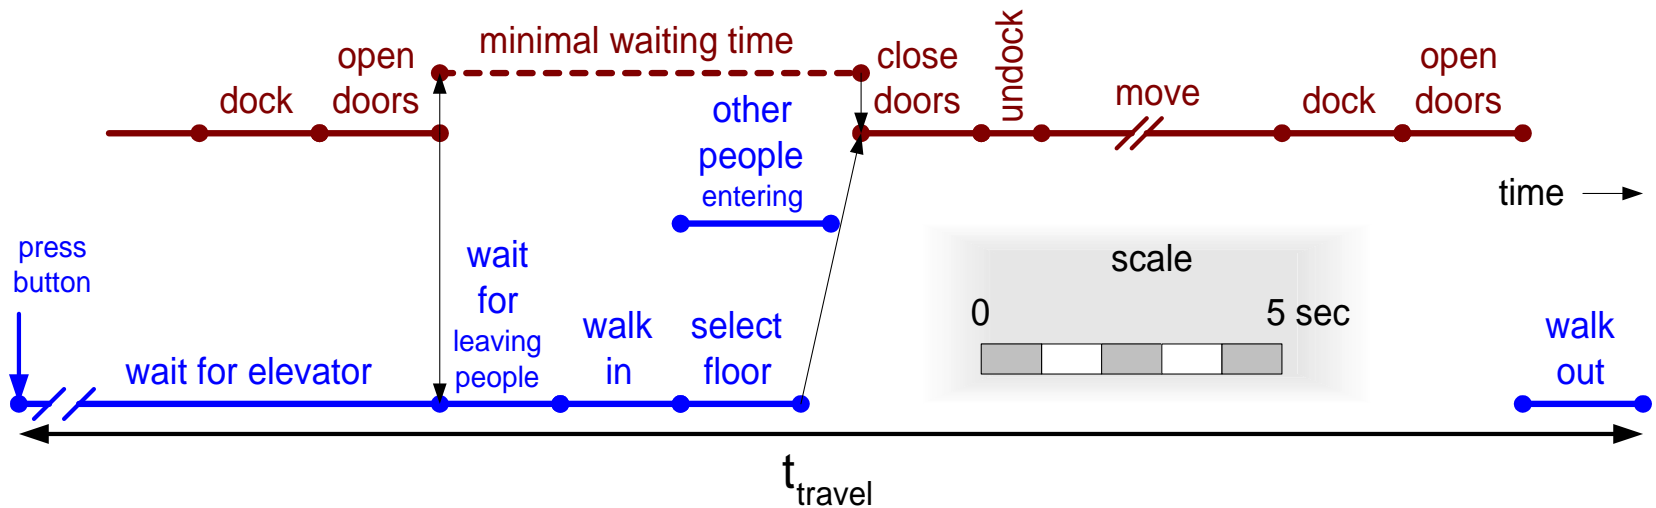 minimal waiting time
open
doors
dock
close
doors
undock
move
dock
open
doors
other
people
entering
time
press
button
wait
for
leaving
people
wait for elevator
walk
in
select
floor
scale
0
5 sec
walk
out
t travel